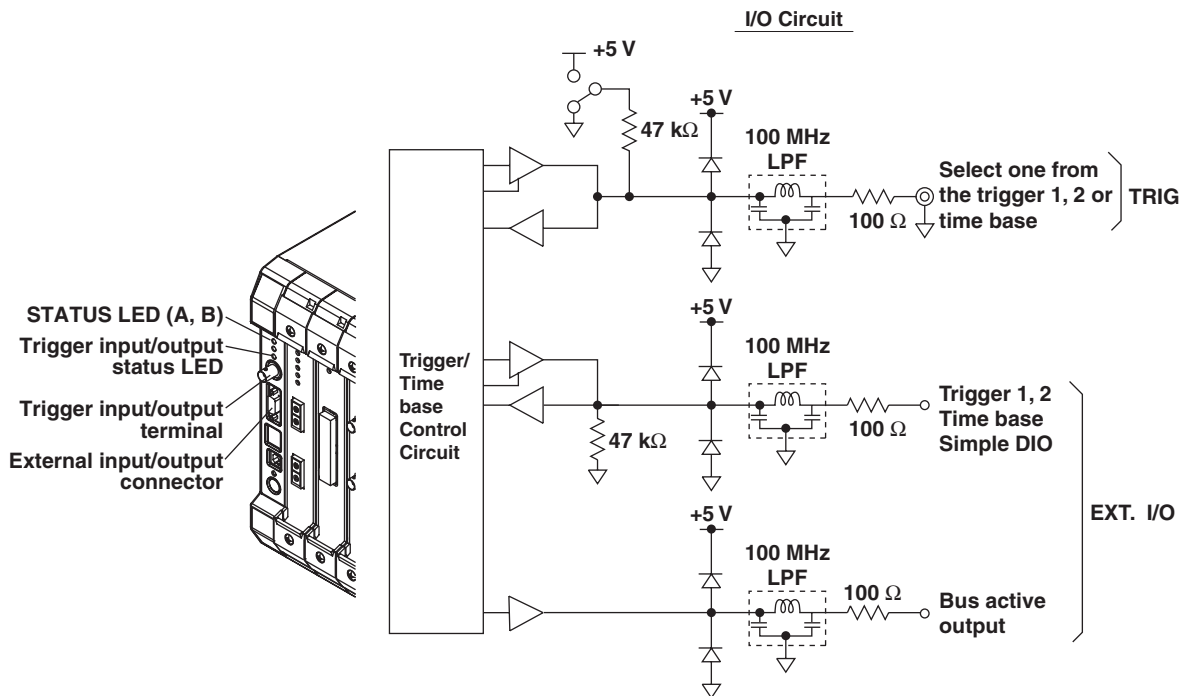 I/O Circuit
+5 V
47 kΩ
+5 V
100 MHz
LPF
100 Ω
Select one from
the trigger 1, 2 or
time base
TRIG
STATUS LED (A, B)
Trigger input/output
status LED
Trigger input/output
terminal
External input/output
connector
Trigger/
Time
base
Control
Circuit
+5 V
47 kΩ
100 MHz
LPF
100 Ω
Trigger 1, 2
Time base
Simple DIO
EXT. I/O
+5 V
100 MHz
LPF
100 Ω
Bus active
output